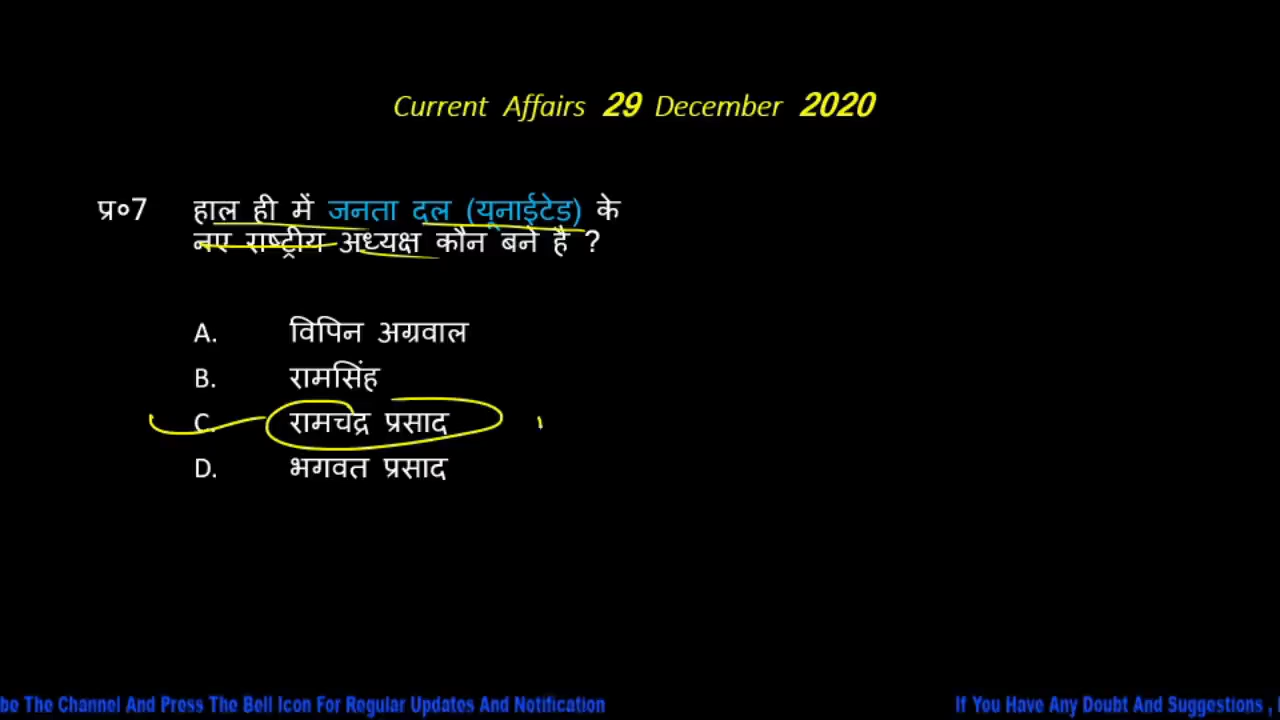 Current Affairs 29 December 2020
प्र०7 हाल ही में जनता दल (यूनाईटेड) के
नए राष्ट्रीय अध्यक्ष कौन बने है ?
A. विपिन अग्रवाल
B. रामसिंह
C. रामचद्र प्रसाद
D. भगवत प्रसाद
be The Channel And Press The Bell Icon For Regular Updates And Notification If You Have Any Doubt And Suggestions ,